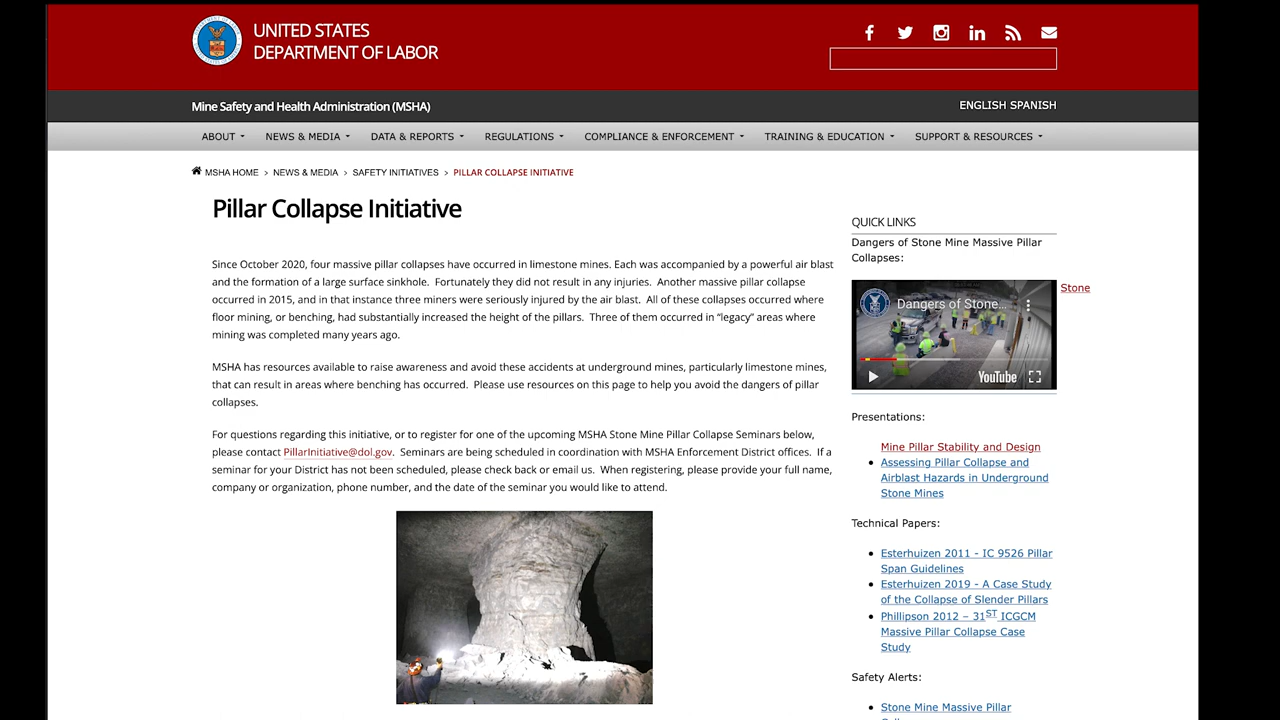 UNITED STATES
DEPARTMENT OF LABOR
Mine Safety and Health Administration (MSHA)
ENGLISH SPANISH
ABOUT
NEWS & MEDIA
DATA & REPORTS
REGULATIONS
COMPLIANCE & ENFORCEMENT
TRAINING & EDUCATION
SUPPORT & RESOURCES
MSHA HOME > NEWS & MEDIA > SAFETY INITIATIVES > PILLAR COLLAPSE INITIATIVE
Pillar Collapse Initiative
Since October 2020, four massive pillar collapses have occurred in limestone mines. Each was accompanied by a powerful air blast
and the formation of a large surface sinkhole. Fortunately they did not result in any injuries. Another massive pillar collapse
occurred in 2015, and in that instance three miners were seriously injured by the air blast. All of these collapses occurred where
floor mining, or benching, had substantially increased the height of the pillars. Three of them occurred in “legacy” areas where
mining was completed many years ago.
MSHA has resources available to raise awareness and avoid these accidents at underground mines, particularly limestone mines,
that can result in areas where benching has occurred. Please use resources on this page to help you avoid the dangers of pillar
collapses.
For questions regarding this initiative, or to register for one of the upcoming MSHA Stone Mine Pillar Collapse Seminars below,
please contact PillarInitiative@dol.gov. Seminars are being scheduled in coordination with MSHA Enforcement District offices. If a
seminar for your District has not been scheduled, please check back or email us. When registering, please provide your full name,
company or organization, phone number, and the date of the seminar you would like to attend.
QUICK LINKS
Dangers of Stone Mine Massive Pillar
Collapses:
Dangers of Stone...
YouTube
Stone
Presentations:
Mine Pillar Stability and Design
Assessing Pillar Collapse and
Airblast Hazards in Underground
Stone Mines
Technical Papers:
Esterhuizen 2011 - IC 9526 Pillar
Span Guidelines
Esterhuizen 2019 - A Case Study
of the Collapse of Slender Pillars
Phillipson 2012 – 31ST ICGCM
Massive Pillar Collapse Case
Study
Safety Alerts:
Stone Mine Massive Pillar